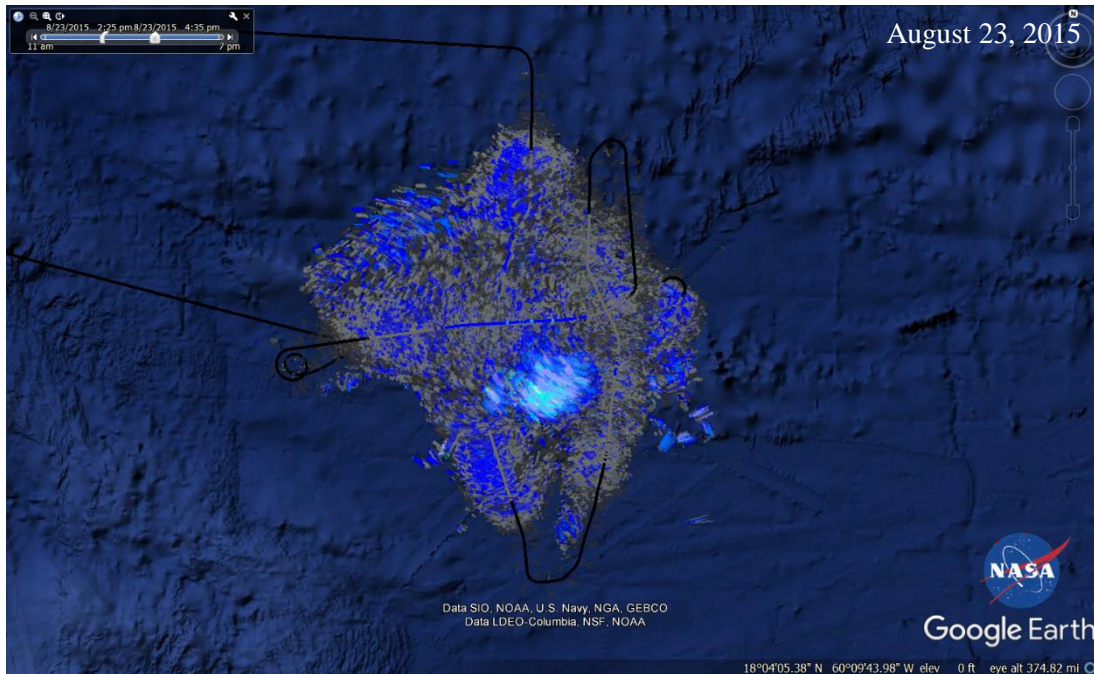 8/23/2015 2:25 pm 8/23/2015 4:35 pm
11 am 7 pm
August 23, 2015
N
NASA
Data SIO, NOAA, U.S. Navy, NGA, GEBCO
Data LDEO-Columbia, NSF, NOAA
Google Earth
18°04'05.38" N 60°09'43.98" W elev 0 ft eye alt 374.82 mi